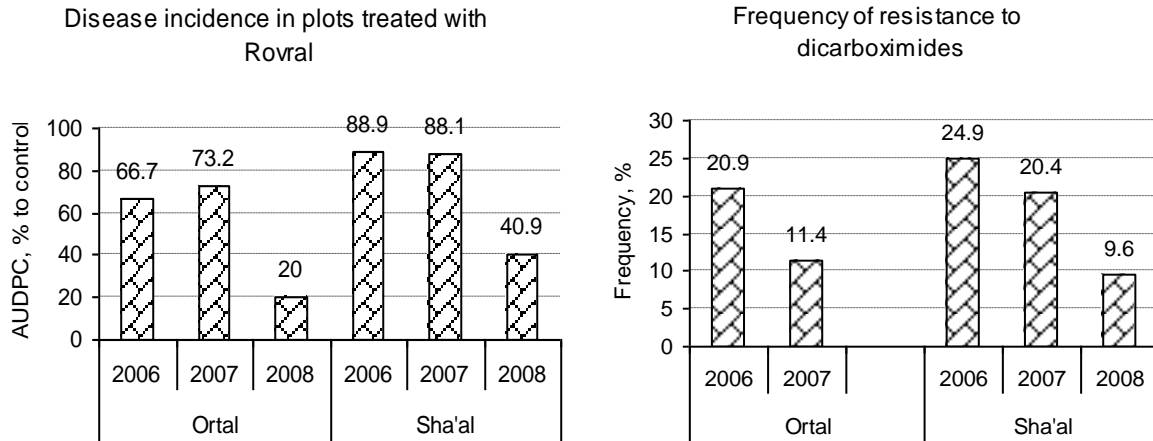 Disease incidence in plots treated with
Rovral
AUDPC, % to control
100
80
60
40
20
0
66.7
73.2
20
88.9
88.1
40.9
2006 2007 2008 2006 2007 2008
Ortal Sha'al
Frequency of resistance to
dicarboximides
Frequency, %
30
25
20
15
10
5
0
20.9
11.4
24.9
20.4
9.6
2006 2007 2006 2007 2008
Ortal Sha'al